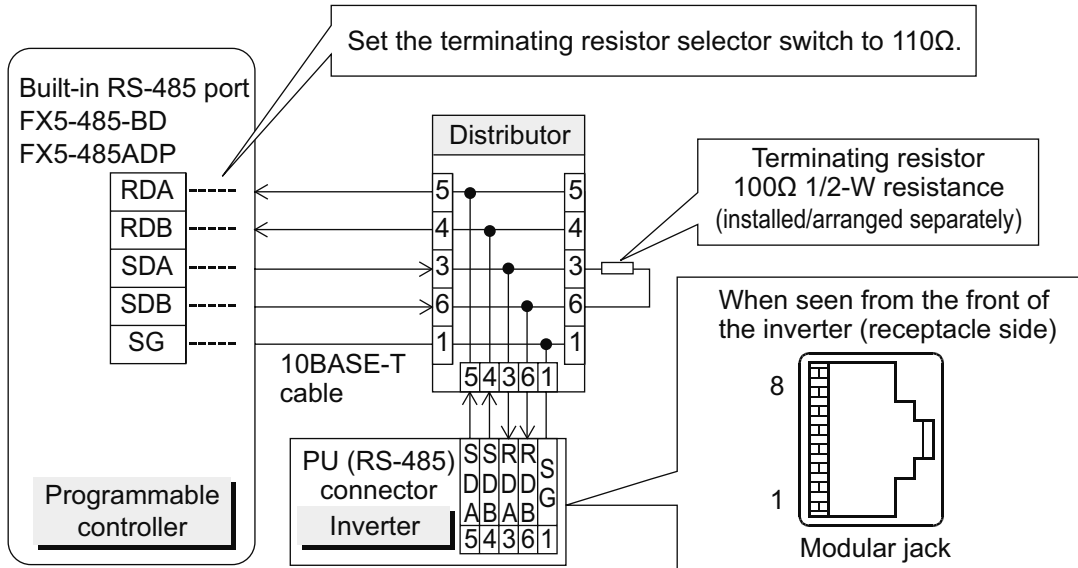 Set the terminating resistor selector switch to 110Ω.
Built-in RS-485 port
FX5-485-BD
FX5-485ADP
RDA
RDB
SDA
SDB
SG
Programmable
controller
10BASE-T
cable
Distributor
5 5
4 4
3 3
6 6
1 1
5 4 3 6 1
Terminating resistor
100Ω 1/2-W resistance
(installed/arranged separately)
PU (RS-485)
connector
Inverter
SDA SDB RDA RDB SG
5 4 3 6 1
When seen from the front of
the inverter (receptacle side)
8
1
Modular jack